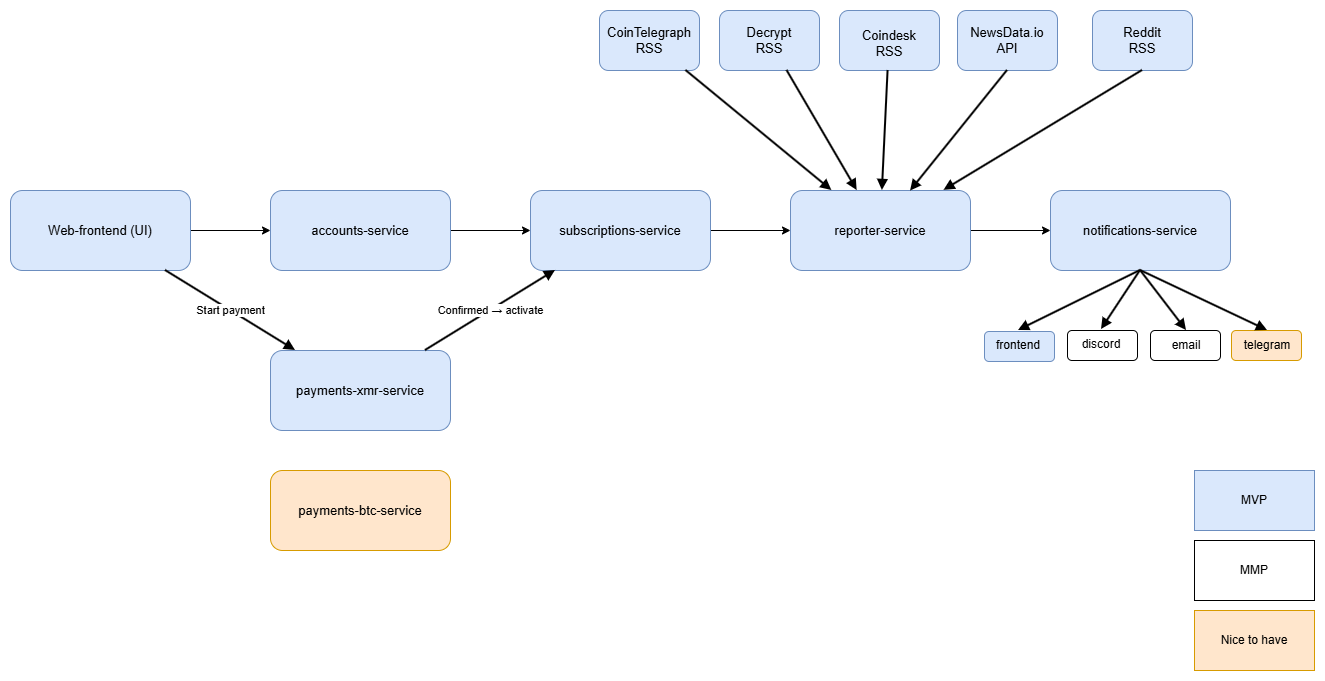 CoinTelegraph
RSS
Decrypt
RSS
Coindesk
RSS
NewsData.io
API
Reddit
RSS
Web-frontend (UI)
accounts-service
subscriptions-service
reporter-service
notifications-service
Start payment
Confirmed → activate
frontend
discord
email
telegram
payments-xmr-service
payments-btc-service
MVP
MMP
Nice to have